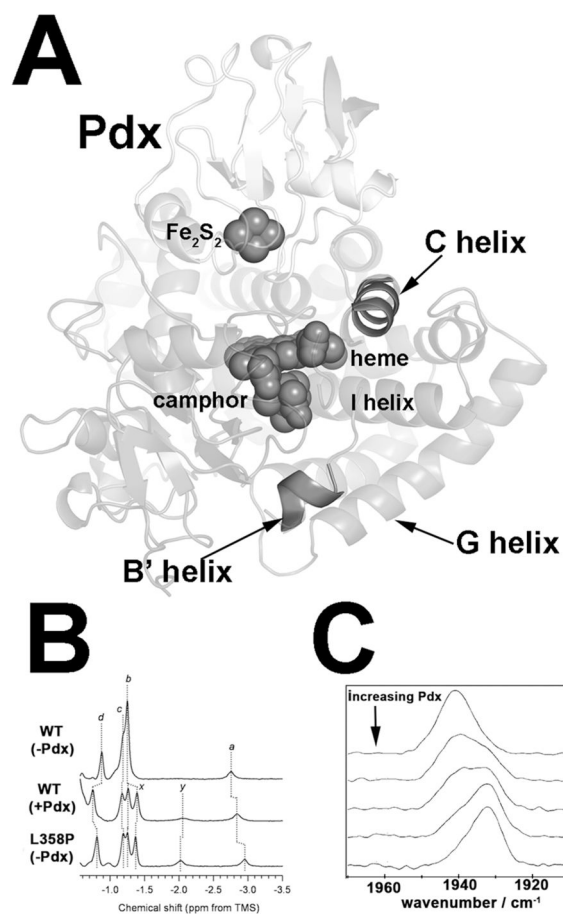 A
Pdx
Fe₂S₂
C helix
heme
camphor
I helix
G helix
B' helix
B
b
d
c
a
WT
(-Pdx)
x
y
WT
(+Pdx)
L358P
(-Pdx)
-1.0 -1.5 -2.0 -2.5 -3.0 -3.5
Chemical shift (ppm from TMS)
C
Increasing Pdx
1960 1940 1920
wavenumber / cm⁻¹